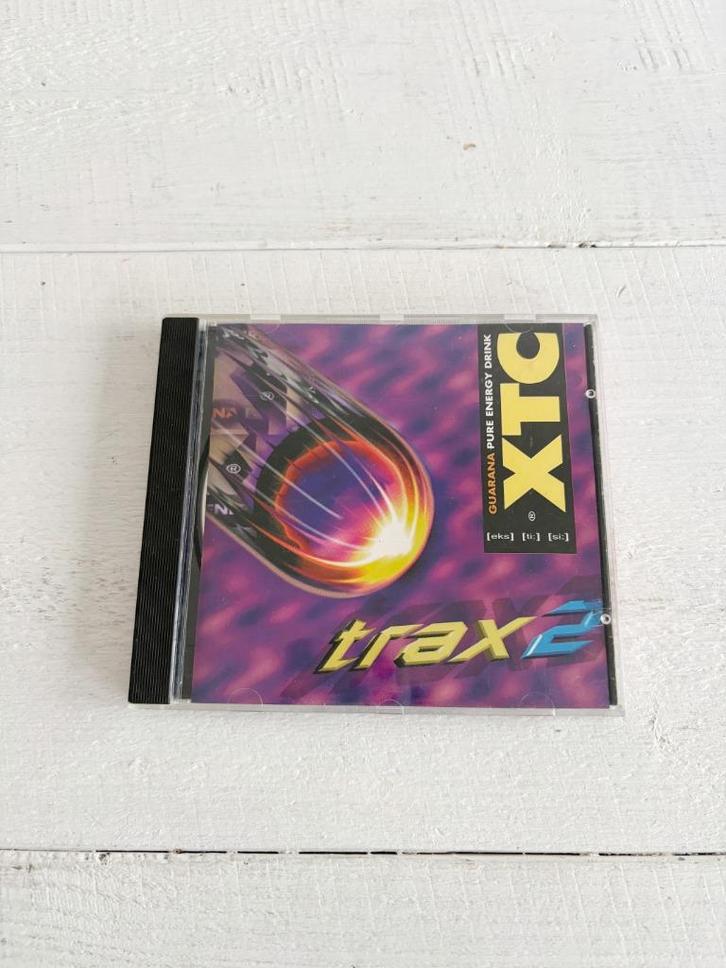 GUARANA PURE ENERGY DRINK
XTC
®
[eks] [ti:] [si:]
trax 2
®
®